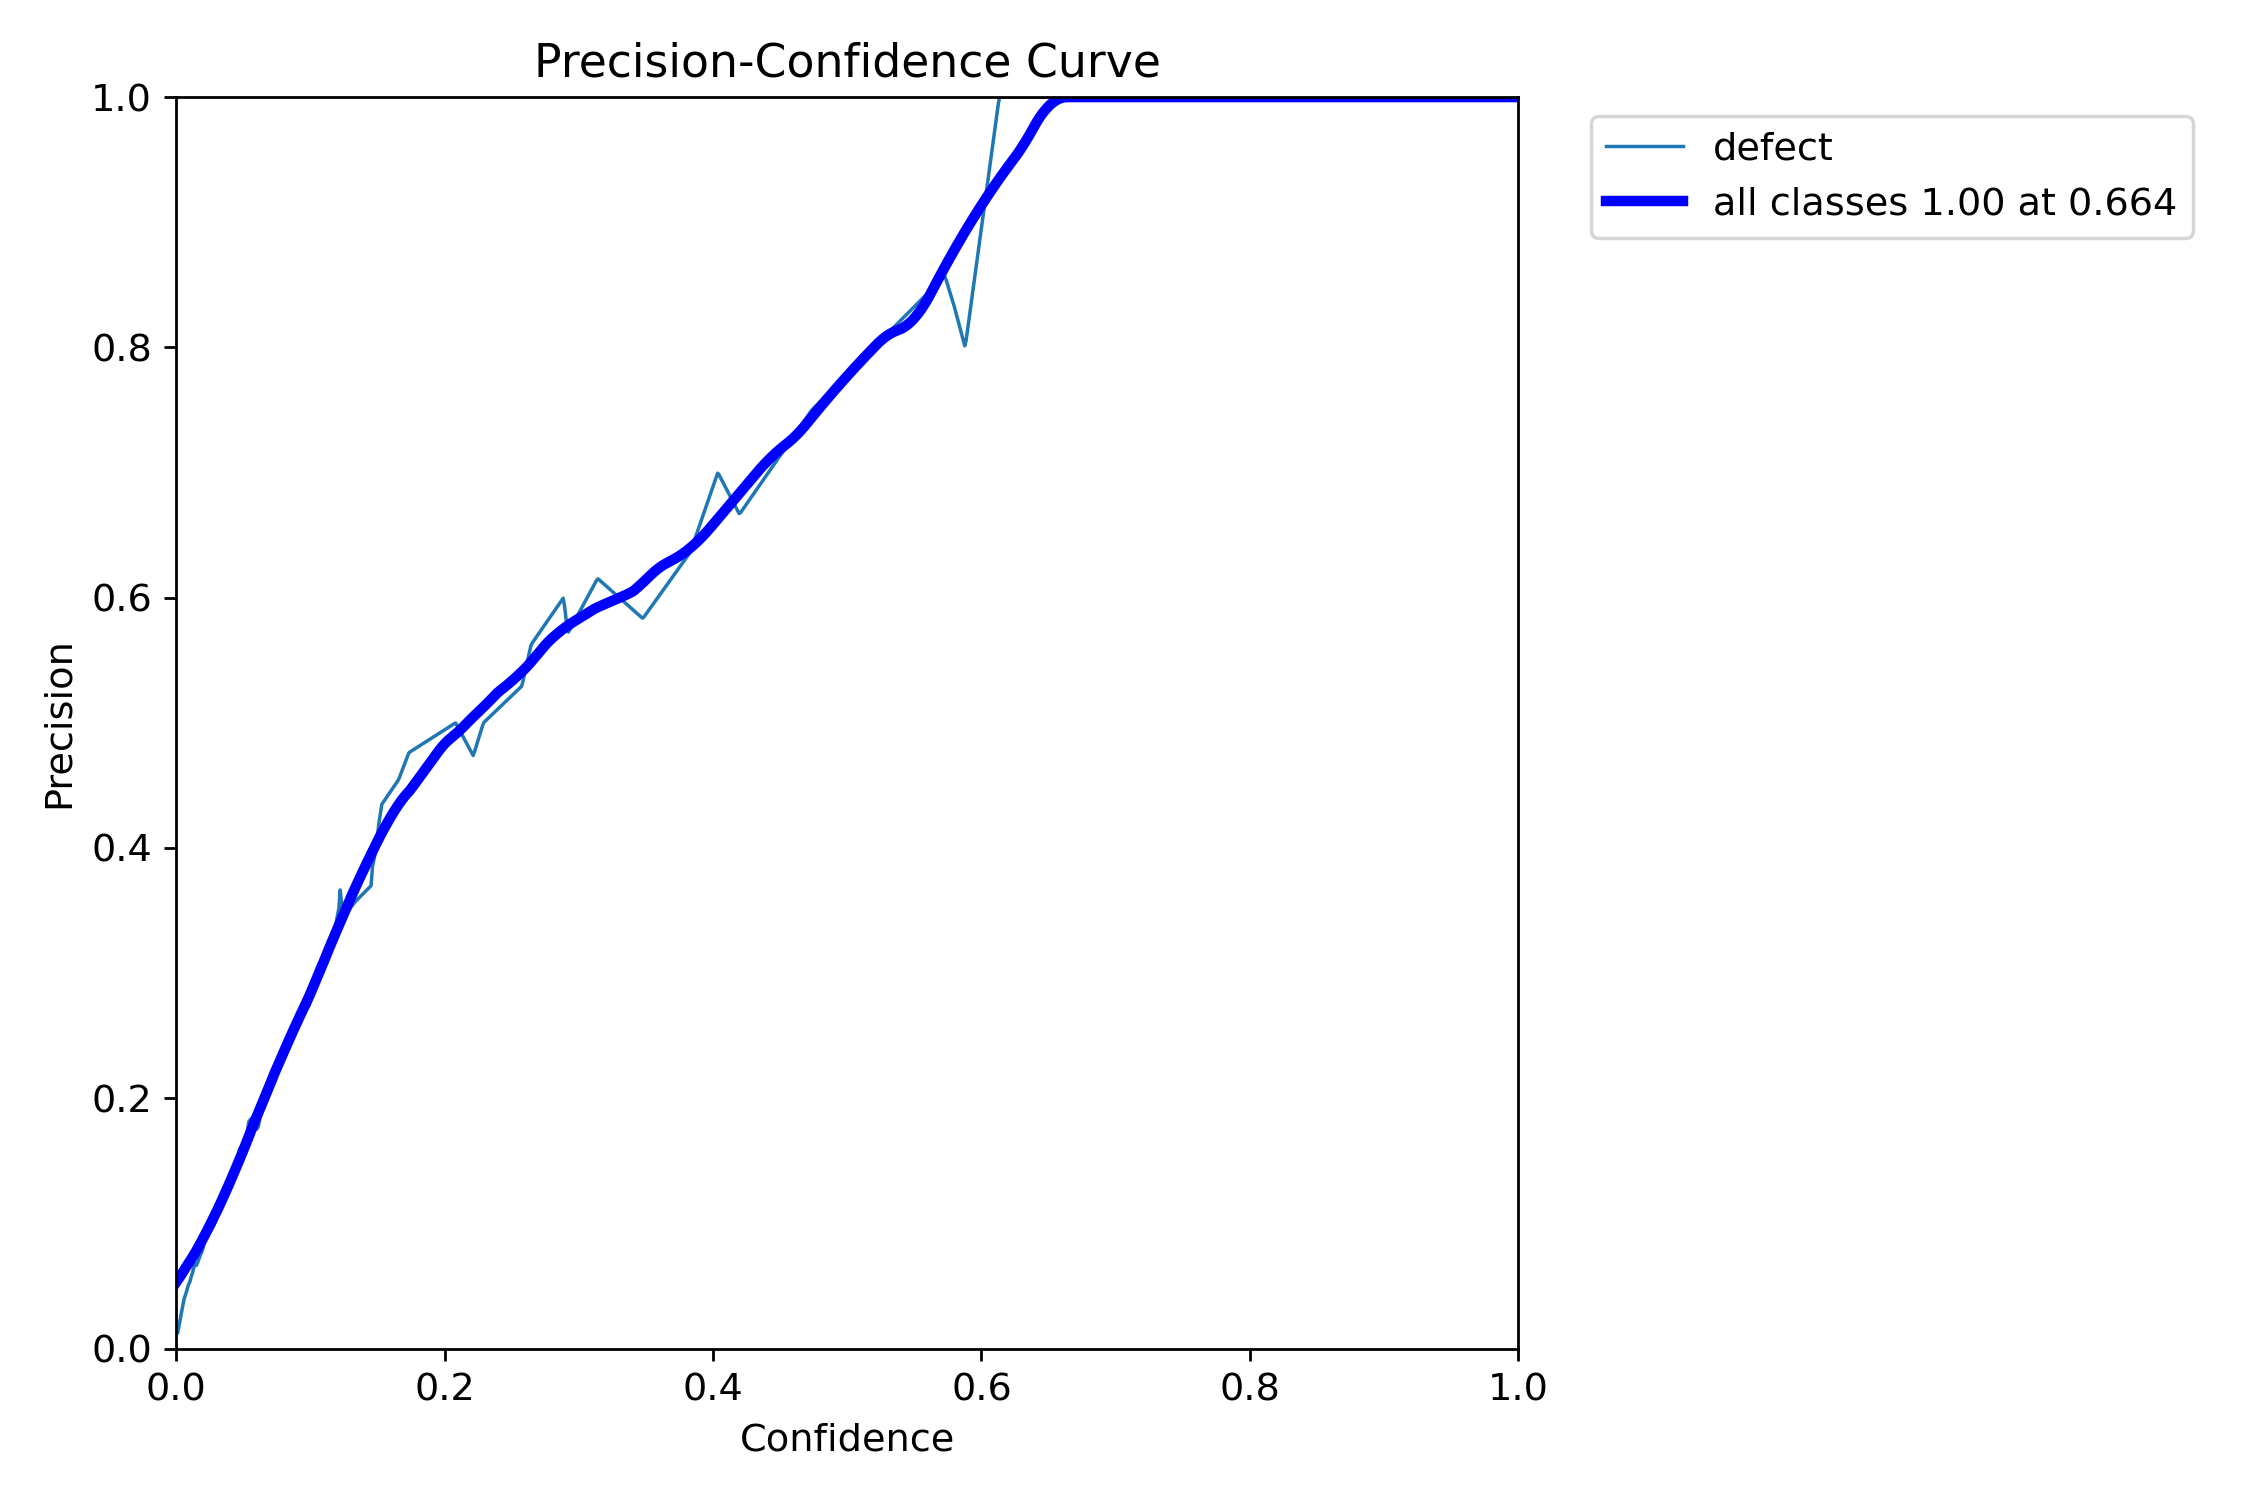 Precision-Confidence Curve
defect
all classes 1.00 at 0.664
1.0
0.8
0.6
0.4
0.2
0.0
Precision
0.0 0.2 0.4 0.6 0.8 1.0
Confidence